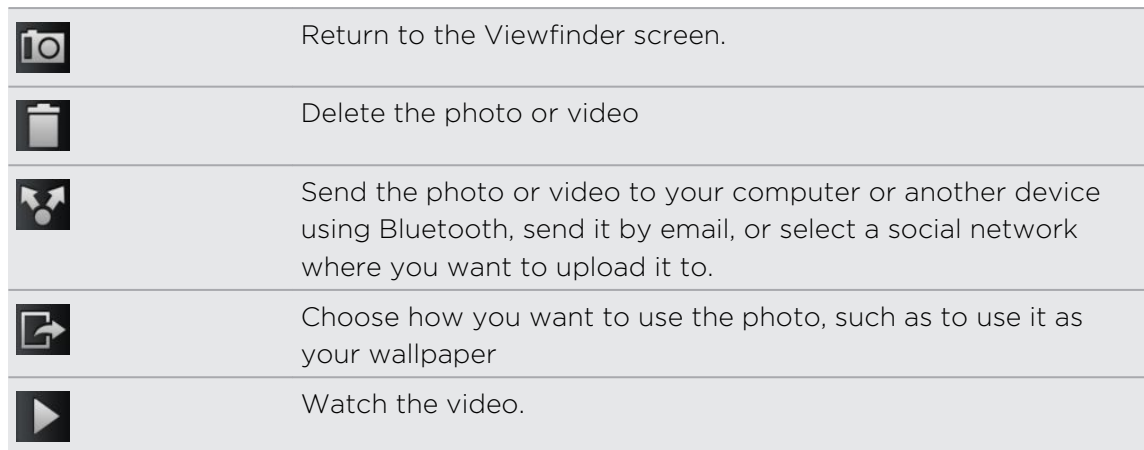 Return to the Viewfinder screen.
Delete the photo or video
Send the photo or video to your computer or another device
using Bluetooth, send it by email, or select a social network
where you want to upload it to.
Choose how you want to use the photo, such as to use it as
your wallpaper
Watch the video.